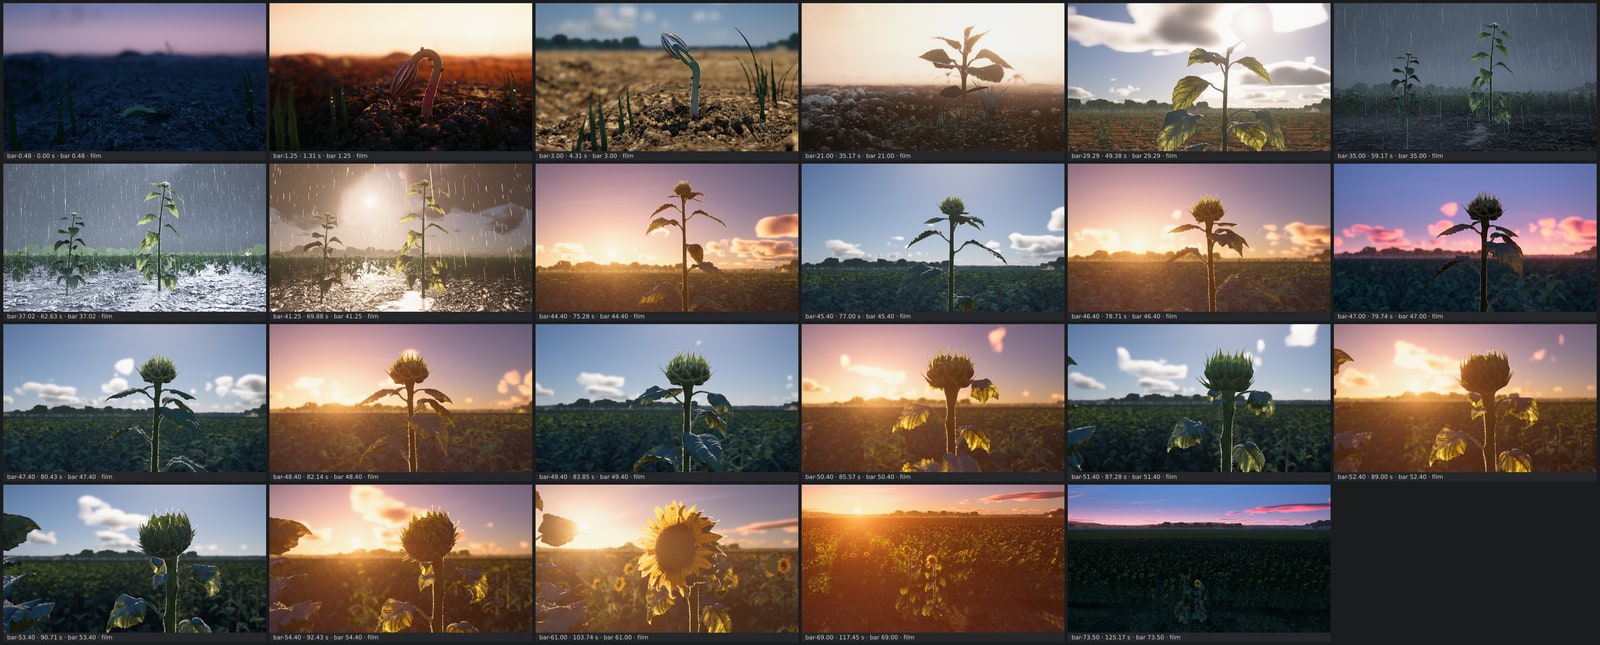 bar-0.48 · 0.00 s · bar 0.48 · film
bar-1.25 · 1.31 s · bar 1.25 · film
bar-3.00 · 4.31 s · bar 3.00 · film
bar-21.00 · 35.17 s · bar 21.00 · film
bar-29.29 · 49.38 s · bar 29.29 · film
bar-35.00 · 59.17 s · bar 35.00 · film
bar-37.02 · 62.63 s · bar 37.02 · film
bar-41.25 · 69.88 s · bar 41.25 · film
bar-44.40 · 75.28 s · bar 44.40 · film
bar-45.40 · 77.00 s · bar 45.40 · film
bar-46.40 · 78.71 s · bar 46.40 · film
bar-47.00 · 79.74 s · bar 47.00 · film
bar-47.40 · 80.43 s · bar 47.40 · film
bar-48.40 · 82.14 s · bar 48.40 · film
bar-49.40 · 83.85 s · bar 49.40 · film
bar-50.40 · 85.57 s · bar 50.40 · film
bar-51.40 · 87.28 s · bar 51.40 · film
bar-52.40 · 89.00 s · bar 52.40 · film
bar-53.40 · 90.71 s · bar 53.40 · film
bar-54.40 · 92.43 s · bar 54.40 · film
bar-61.00 · 103.74 s · bar 61.00 · film
bar-69.00 · 117.45 s · bar 69.00 · film
bar-73.50 · 125.17 s · bar 73.50 · film